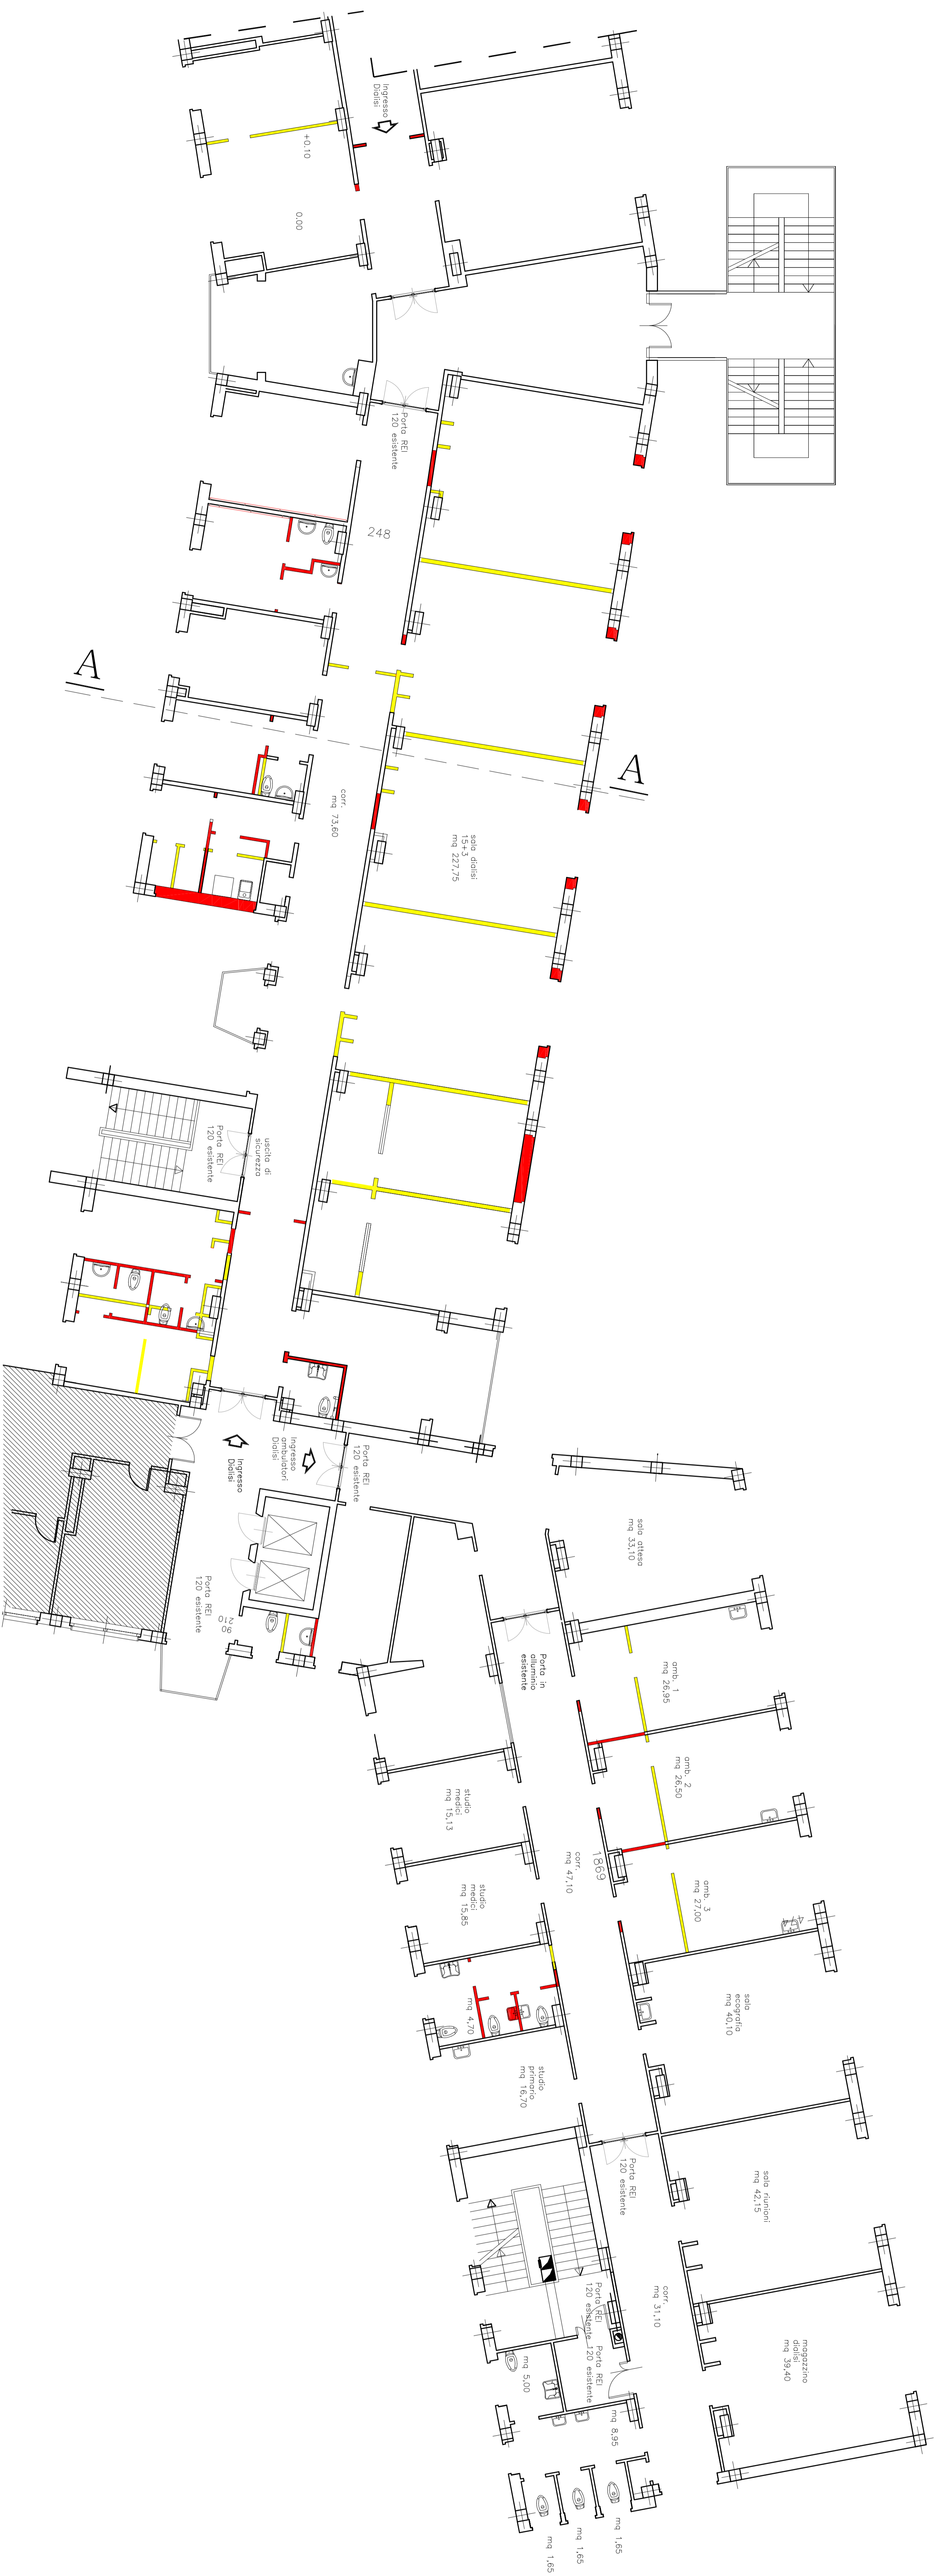 Ingresso
Dialisi
+0.10
0.00
Porta REI
120 esistente
248
A
A
corr.
mq 73,60
sala dialisi
15+3
mq 227,75
uscita di
sicurezza
Porta REI
120 esistente
Ingresso
ambulatori
Dialisi
Ingresso
Dialisi
Porta REI
120 esistente
Porta REI
120 esistente
90
210
sala attesa
mq 33,10
Porta in
alluminio
esistente
amb. 1
mq 26,95
amb. 2
mq 26,50
amb. 3
mq 27,00
studio
medici
mq 15,13
1869
corr.
mq 47,10
studio
medici
mq 15,85
sala
ecografia
mq 40,10
mq 4,70
studio
primario
mq 16,70
Porta REI
120 esistente
sala riunioni
mq 42,15
corr.
mq 31,10
Porta REI
120 esistente
Porta REI
120 esistente
magazzino
dialisi
mq 39,40
mq 5,00
mq 8,95
mq 1,65
mq 1,65
mq 1,65